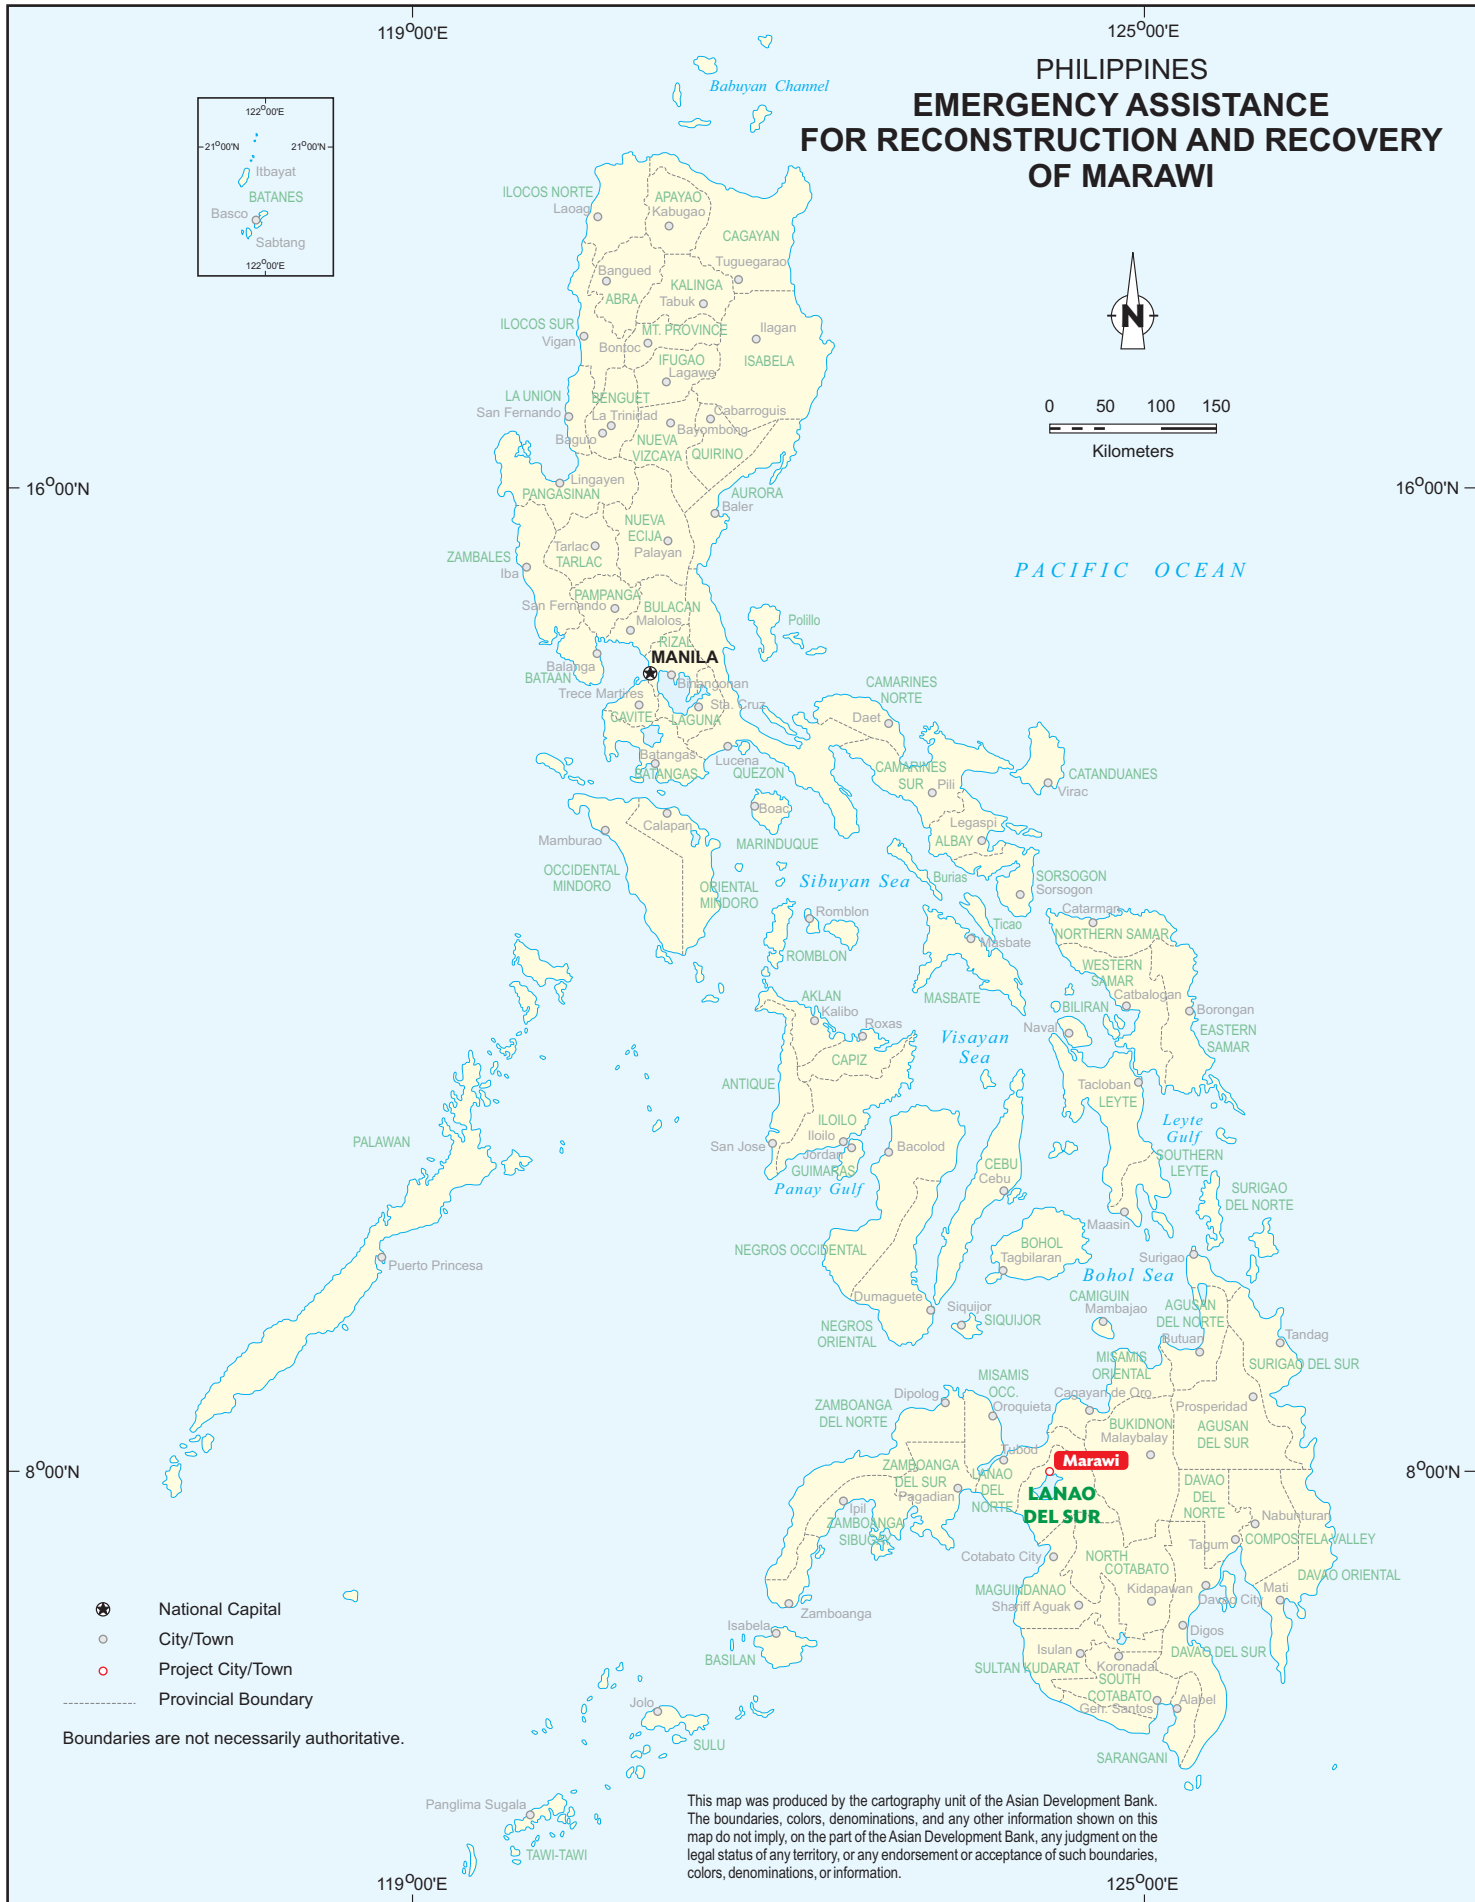 119°00'E
125°00'E
PHILIPPINES
EMERGENCY ASSISTANCE
FOR RECONSTRUCTION AND RECOVERY
OF MARAWI
Babuyan Channel
122°00'E
21°00'N
21°00'N
Itbayat
BATANES
Basco
Sabtang
122°00'E
ILOCOS NORTE
Laoag
APAYAO
Kabugao
CAGAYAN
Tuguegarao
Bangued
ABRA
KALINGA
Tabuk
ILOCOS SUR
Vigan
MT. PROVINCE
Bontoc
Ilagan
IFUGAO
Lagawe
ISABELA
N
0 50 100 150
Kilometers
LA UNION
San Fernando
BENGUET
La Trinidad
Baguio
Cabarroguis
Bayombong
NUEVA
VIZCAYA
QUIRINO
16°00'N
16°00'N
Lingayen
PANGASINAN
AURORA
Baler
NUEVA
ECIJA
Palayan
Tarlac
TARLAC
ZAMBALES
Iba
PACIFIC OCEAN
PAMPANGA
San Fernando
BULACAN
Malolos
Polillo
RIZAL
MANILA
Balanga
BATAAN
Binangonan
Trece Martires
CAVITE
Sta. Cruz
LAGUNA
CAMARINES
NORTE
Daet
Batangas
BATANGAS
Lucena
QUEZON
CAMARINES
SUR
Pili
CATANDUANES
Virac
Boac
MARINDUQUE
Calapan
Mamburao
Legaspi
ALBAY
OCCIDENTAL
MINDORO
ORIENTAL
MINDORO
Sibuyan Sea
Burias
SORSOGON
Sorsogon
Romblon
ROMBLON
Ticao
Masbate
MASBATE
Catarman
NORTHERN SAMAR
WESTERN
SAMAR
Catbalogan
BILIRAN
Naval
Borongan
EASTERN
SAMAR
AKLAN
Kalibo
Roxas
CAPIZ
Visayan
Sea
ANTIQUE
Tacloban
LEYTE
ILOILO
Iloilo
San Jose
Jordan
GUIMARAS
Bacolod
Panay Gulf
Leyte
Gulf
SOUTHERN
LEYTE
PALAWAN
CEBU
Cebu
SURIGAO
DEL NORTE
Maasin
Puerto Princesa
NEGROS OCCIDENTAL
BOHOL
Tagbilaran
Surigao
Bohol Sea
Dumaguete
NEGROS
ORIENTAL
Siquijor
SIQUIJOR
CAMIGUIN
Mambajao
AGUSAN
DEL NORTE
Butuan
Tandag
SURIGAO DEL SUR
MISAMIS
ORIENTAL
Cagayan de Oro
MISAMIS
OCC.
Oroquieta
Dipolog
ZAMBOANGA
DEL NORTE
Prosperidad
AGUSAN
DEL SUR
BUKIDNON
Malaybalay
Tubod
Marawi
8°00'N
8°00'N
ZAMBOANGA
DEL SUR
Pagadian
LANAO
DEL
NORTE
LANAO
DEL SUR
DAVAO
DEL
NORTE
Ipil
ZAMBOANGA
SIBUGAY
Nabunturan
Tagum
COMPOSTELA VALLEY
Cotabato City
NORTH
COTABATO
DAVAO ORIENTAL
MAGUINDANAO
Shariff Aguak
Kidapawan
Davao City
Mati
Zamboanga
Isabela
BASILAN
Digos
DAVAO DEL SUR
Isulan
SULTAN KUDARAT
Koronadal
SOUTH
COTABATO
Gen. Santos
Alabel
SARANGANI
Jolo
SULU
Panglima Sugala
TAWI-TAWI
National Capital
City/Town
Project City/Town
Provincial Boundary
Boundaries are not necessarily authoritative.
This map was produced by the cartography unit of the Asian Development Bank.
The boundaries, colors, denominations, and any other information shown on this
map do not imply, on the part of the Asian Development Bank, any judgment on the
legal status of any territory, or any endorsement or acceptance of such boundaries,
colors, denominations, or information.
119°00'E
125°00'E